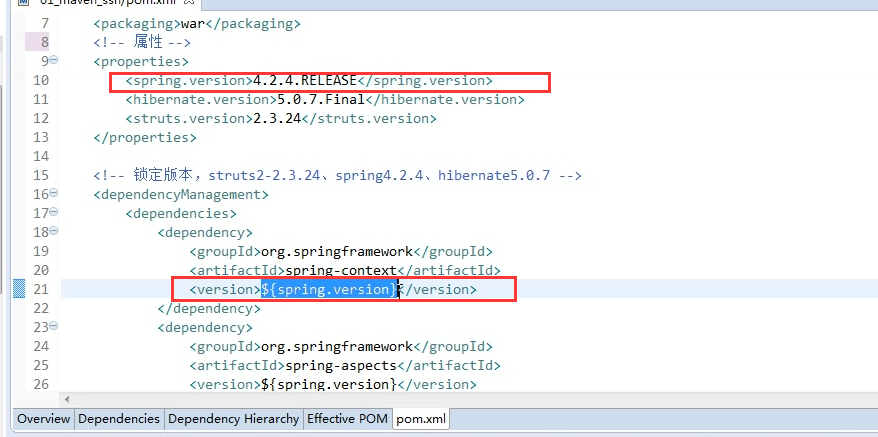 01_maven_ssh/pom.xml
7 <packaging>war</packaging>
8 <!-- 属性 -->
9 <properties>
10 <spring.version>4.2.4.RELEASE</spring.version>
11 <hibernate.version>5.0.7.Final</hibernate.version>
12 <struts.version>2.3.24</struts.version>
13 </properties>
14
15 <!-- 锁定版本，struts2-2.3.24、spring4.2.4、hibernate5.0.7 -->
16 <dependencyManagement>
17 <dependencies>
18 <dependency>
19 <groupId>org.springframework</groupId>
20 <artifactId>spring-context</artifactId>
21 <version>${spring.version}</version>
22 </dependency>
23 <dependency>
24 <groupId>org.springframework</groupId>
25 <artifactId>spring-aspects</artifactId>
26 <version>${spring.version}</version>
Overview Dependencies Dependency Hierarchy Effective POM pom.xml